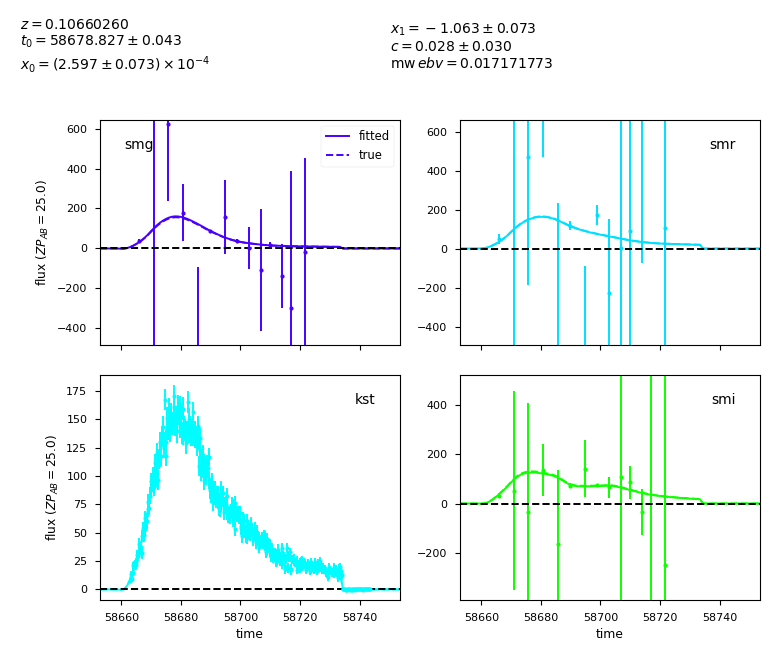 z = 0.10660260
t₀ = 58678.827 ± 0.043
x₀ = (2.597 ± 0.073) × 10⁻⁴
x₁ = −1.063 ± 0.073
c = 0.028 ± 0.030
mw ebv = 0.017171773
600
400
200
0
−200
−400
flux (ZP_AB = 25.0)
smg
fitted
true
600
400
200
0
−200
−400
smr
175
150
125
100
75
50
25
0
flux (ZP_AB = 25.0)
kst
58660 58680 58700 58720 58740
time
400
200
0
−200
smi
58660 58680 58700 58720 58740
time